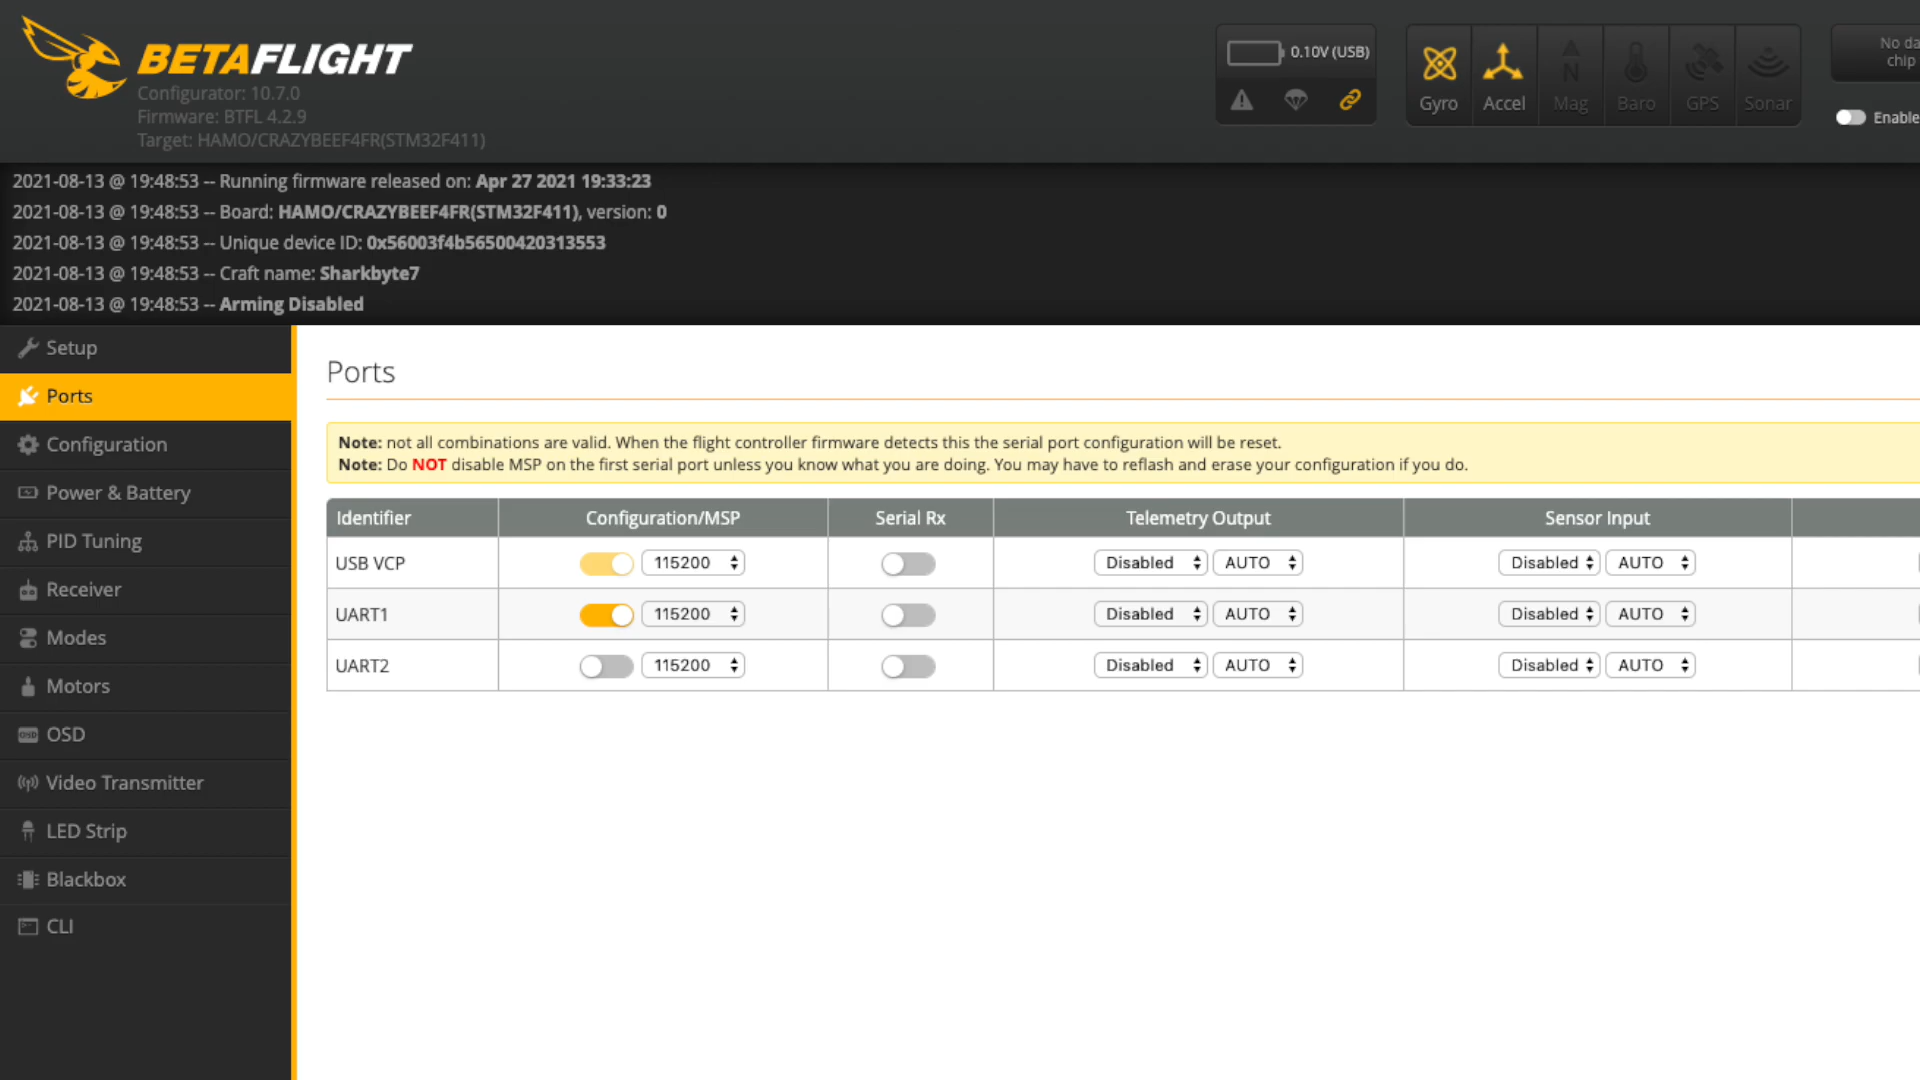 BETAFLIGHT
Configurator: 10.7.0
Firmware: BTFL 4.2.9
Target: HAMO/CRAZYBEEF4FR(STM32F411)
0.10V (USB)
Gyro Accel Mag Baro GPS Sonar
No da
chip
Enable
2021-08-13 @ 19:48:53 -- Running firmware released on: Apr 27 2021 19:33:23
2021-08-13 @ 19:48:53 -- Board: HAMO/CRAZYBEEF4FR(STM32F411), version: 0
2021-08-13 @ 19:48:53 -- Unique device ID: 0x56003f4b56500420313553
2021-08-13 @ 19:48:53 -- Craft name: Sharkbyte7
2021-08-13 @ 19:48:53 -- Arming Disabled
Setup
Ports
Configuration
Power & Battery
PID Tuning
Receiver
Modes
Motors
OSD
Video Transmitter
LED Strip
Blackbox
CLI
Ports
Note: not all combinations are valid. When the flight controller firmware detects this the serial port configuration will be reset.
Note: Do NOT disable MSP on the first serial port unless you know what you are doing. You may have to reflash and erase your configuration if you do.
Identifier Configuration/MSP Serial Rx Telemetry Output Sensor Input
USB VCP 115200 Disabled AUTO Disabled AUTO
UART1 115200 Disabled AUTO Disabled AUTO
UART2 115200 Disabled AUTO Disabled AUTO